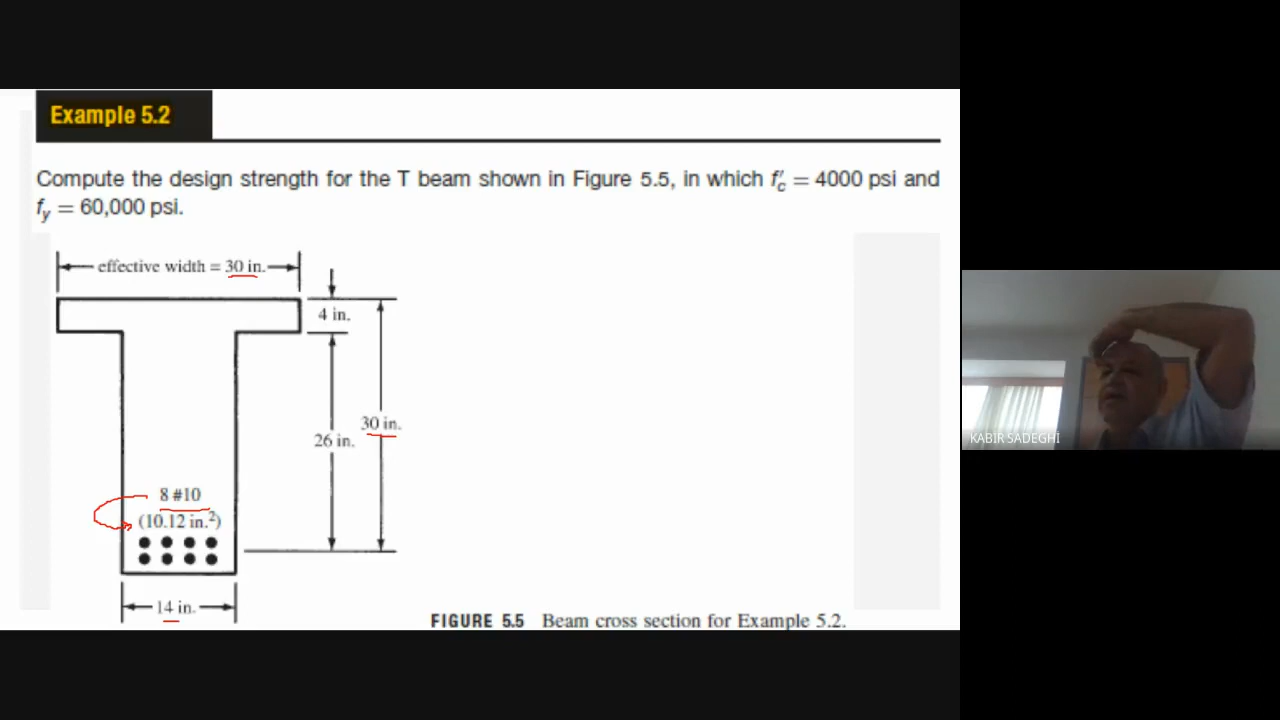 Example 5.2
Compute the design strength for the T beam shown in Figure 5.5, in which f′c = 4000 psi and
fy = 60,000 psi.
effective width = 30 in.
4 in.
30 in.
26 in.
8 #10
(10.12 in.²)
14 in.
FIGURE 5.5 Beam cross section for Example 5.2.
KABIR SADEGHİ